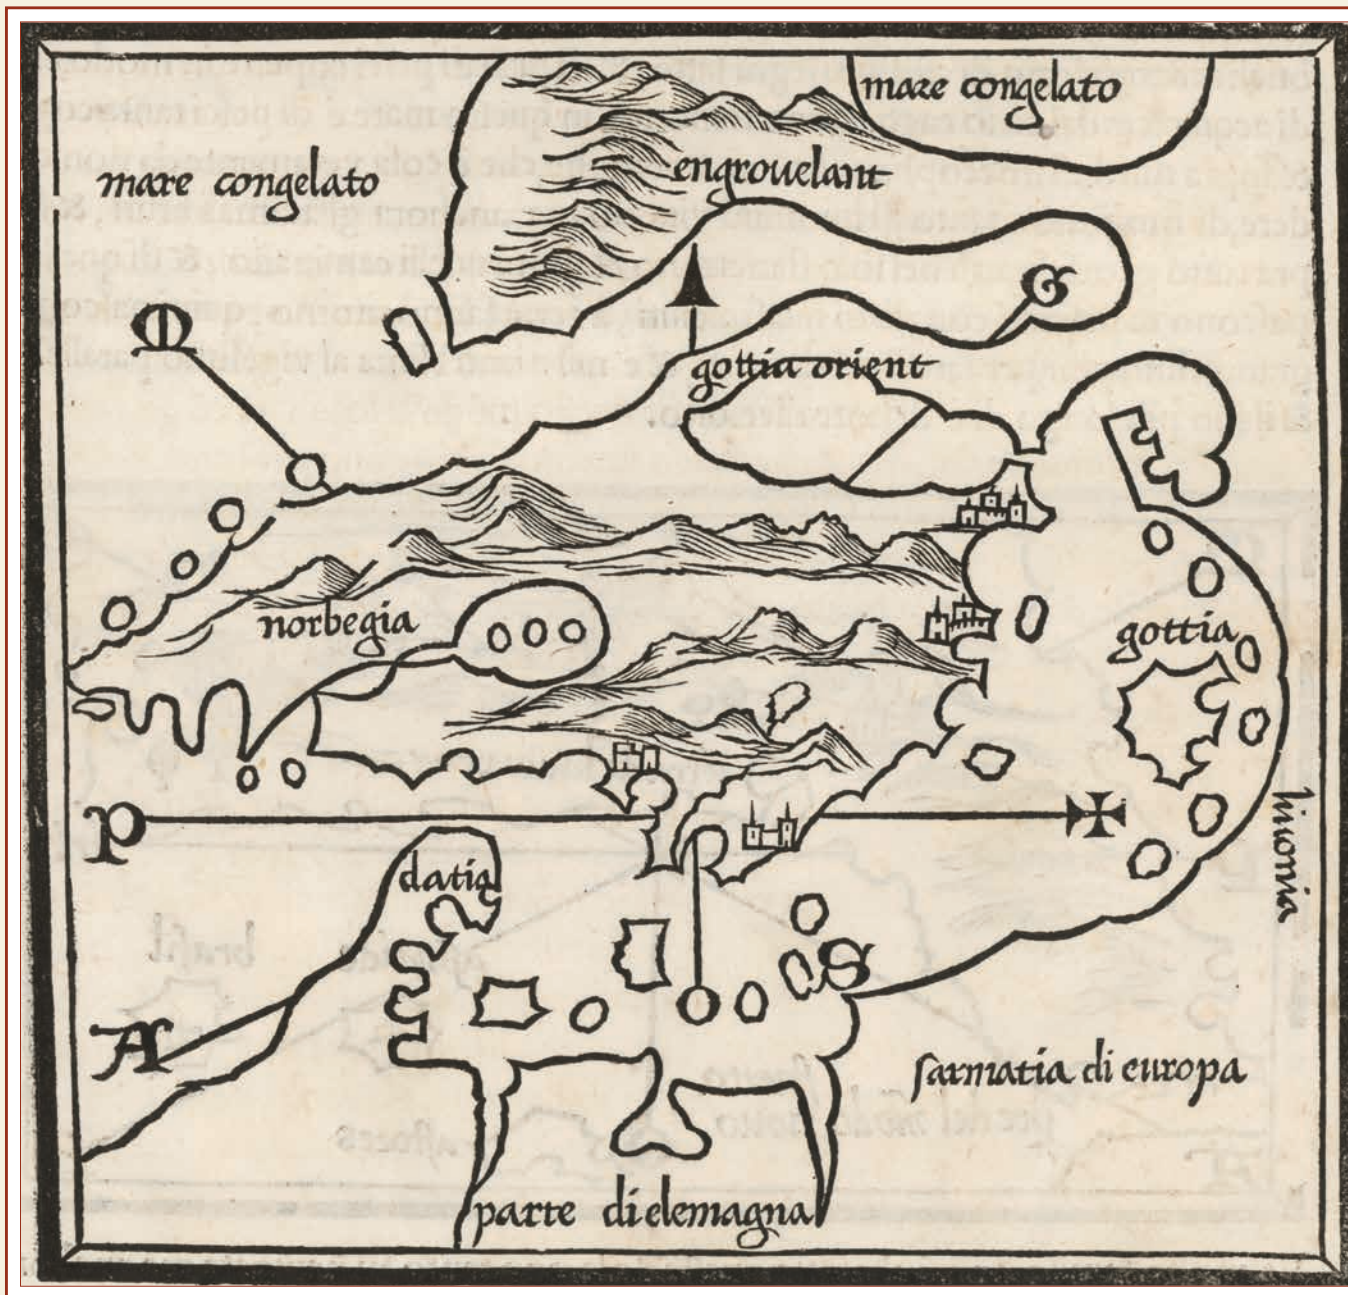 mare congelato
mare congelato
engrouelant
M
G
gottia orient
norbegia
gottia
P
liuonia
datia
S
A
sarmatia di europa
parte di elemagna